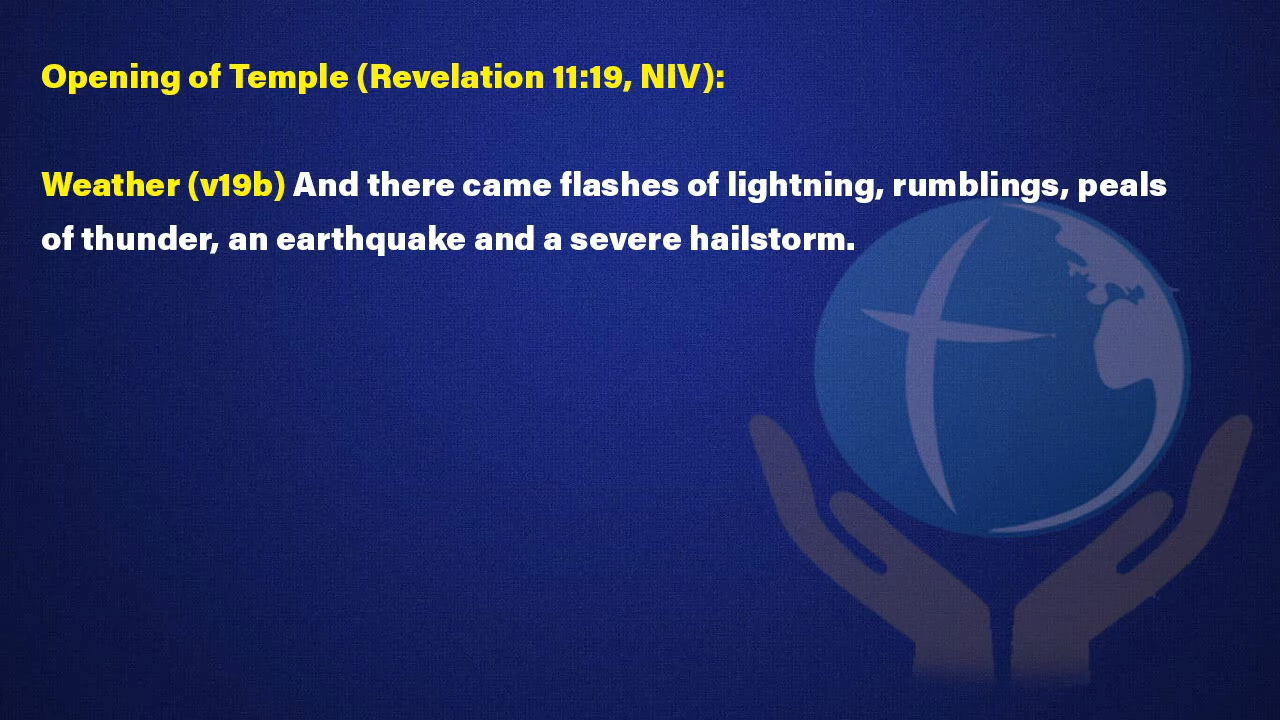 Opening of Temple (Revelation 11:19, NIV):
Weather (v19b) And there came flashes of lightning, rumblings, peals
of thunder, an earthquake and a severe hailstorm.